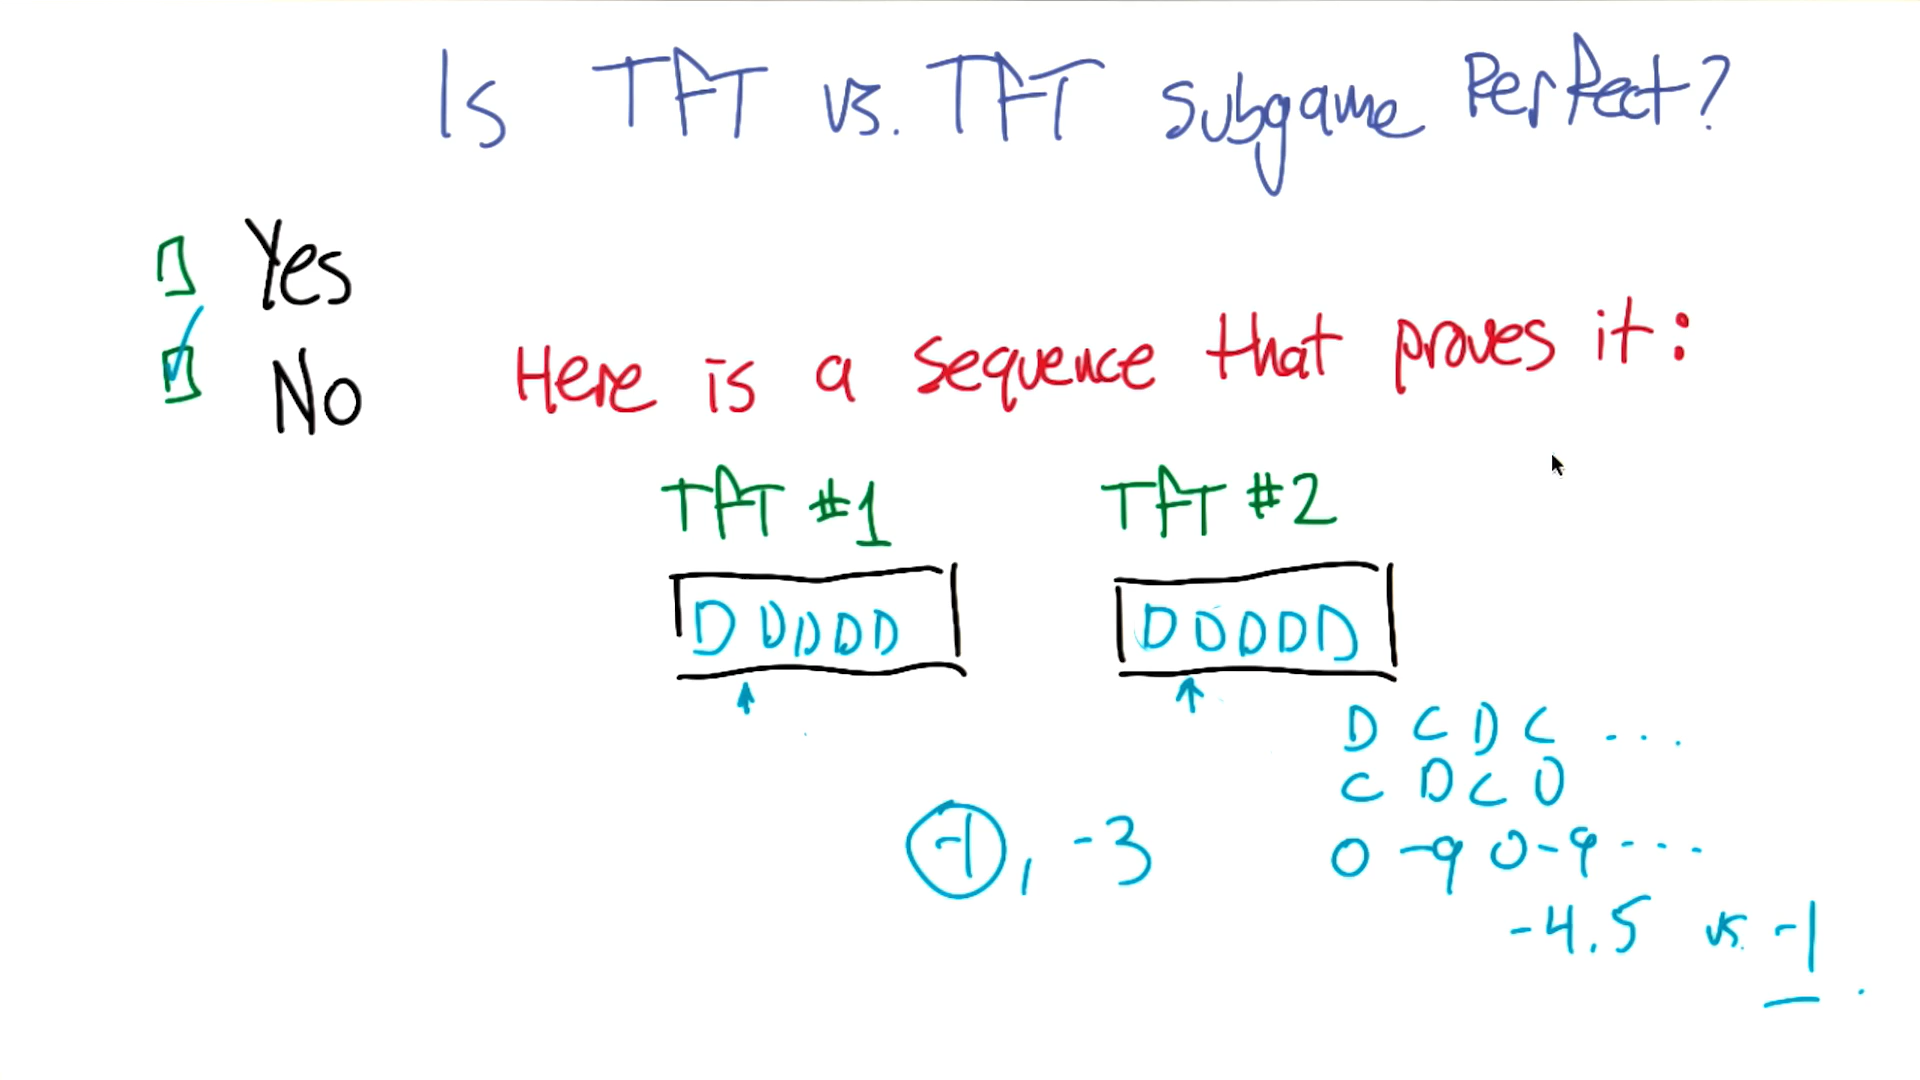 Is TFT vs. TFT subgame Perfect?
Yes
No Here is a sequence that proves it:
TFT #1 TFT #2
D D D D D D D D D D
D C D C ...
C D C D
-1, -3 0 -9 0 -9 ...
-4.5 vs. -1